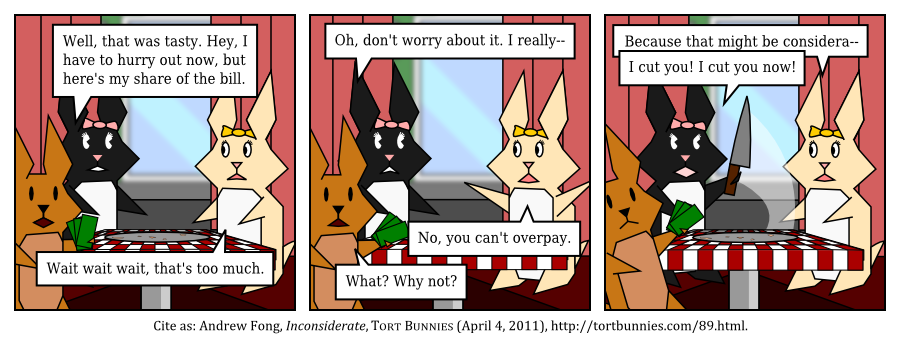 Well, that was tasty. Hey, I
have to hurry out now, but
here's my share of the bill.
Wait wait wait, that's too much.
Oh, don't worry about it. I really--
No, you can't overpay.
What? Why not?
Because that might be considera--
I cut you! I cut you now!
Cite as: Andrew Fong, Inconsiderate, TORT BUNNIES (April 4, 2011), http://tortbunnies.com/89.html.